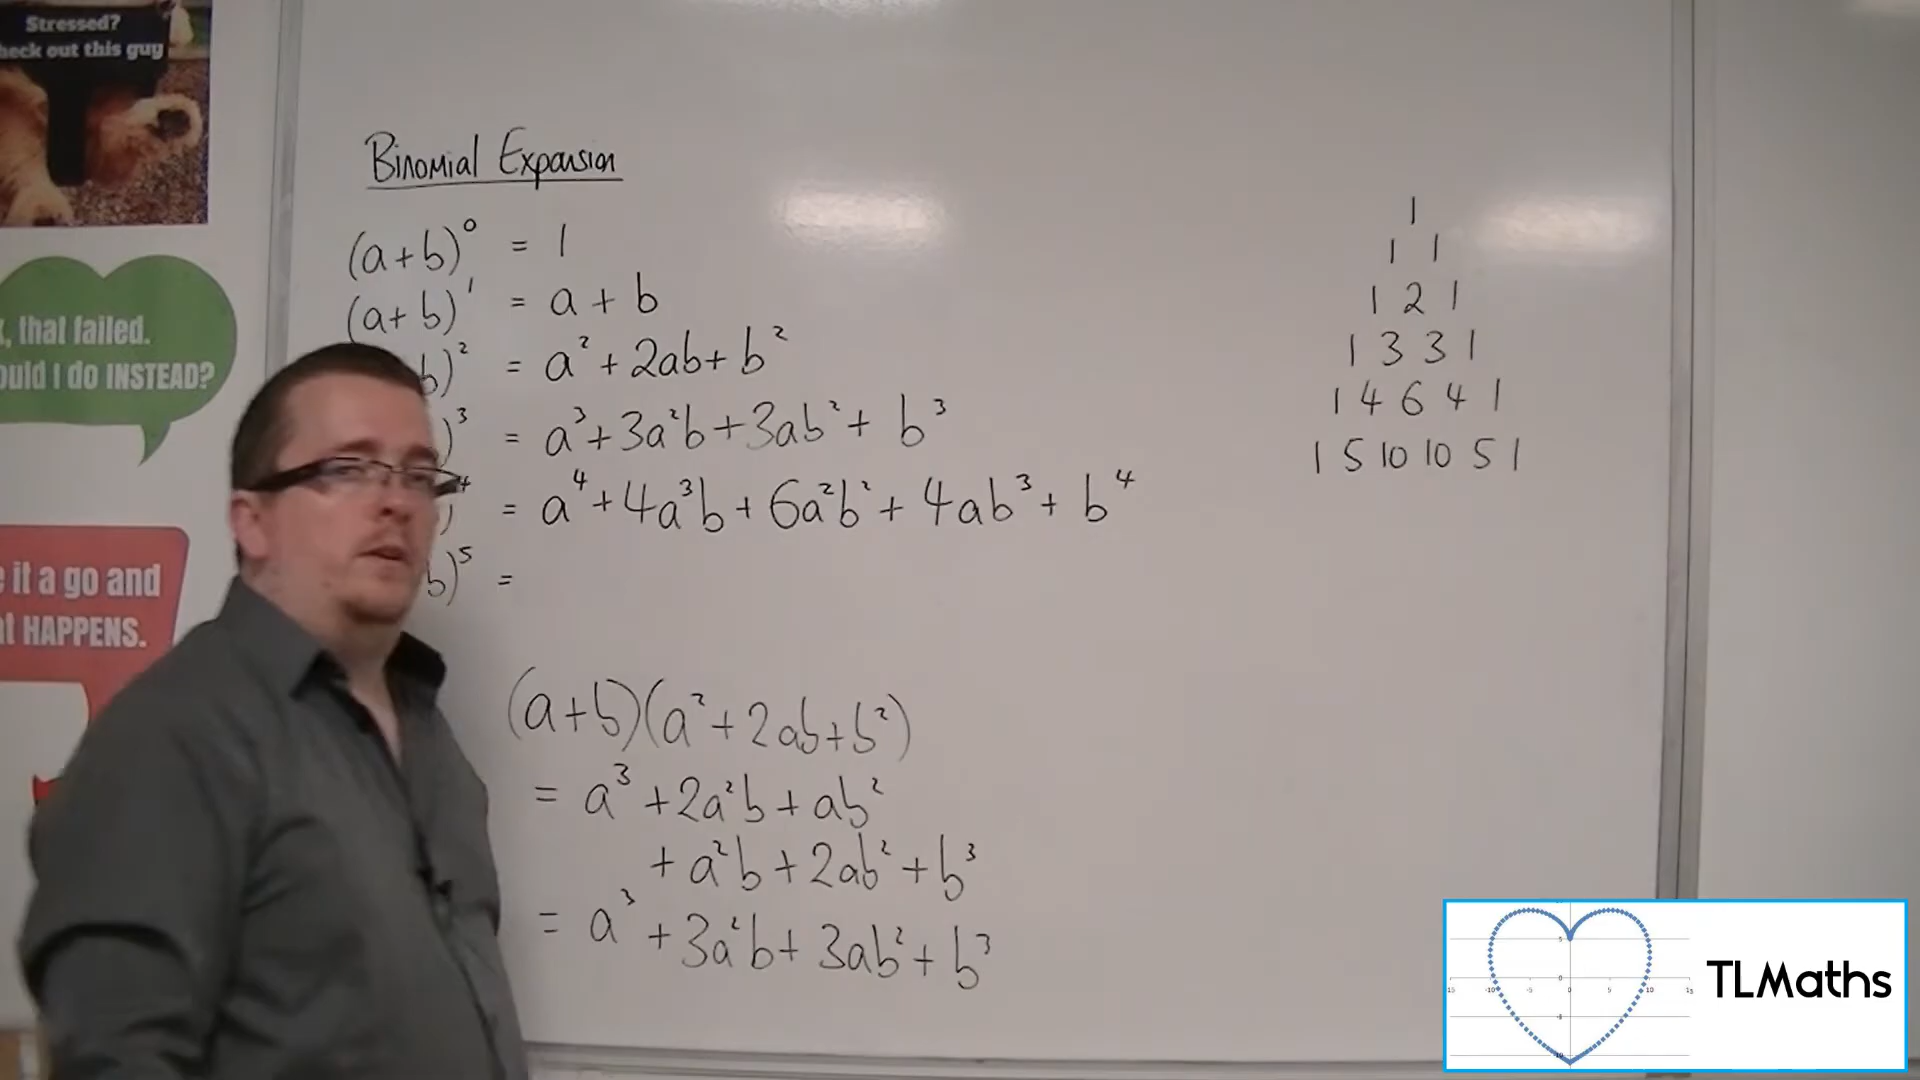 Stressed?
heck out this guy
, that failed.
ould I do INSTEAD?
it a go and
HAPPENS.
Binomial Expansion
(a+b)⁰ = 1
(a+b)¹ = a + b
b)² = a² + 2ab + b²
)³ = a³ + 3a²b + 3ab² + b³
)⁴ = a⁴ + 4a³b + 6a²b² + 4ab³ + b⁴
b)⁵ =
(a+b)(a² + 2ab + b²)
= a³ + 2a²b + ab²
+ a²b + 2ab² + b³
= a³ + 3a²b + 3ab² + b³
1
1 1
1 2 1
1 3 3 1
1 4 6 4 1
1 5 10 10 5 1
TLMaths